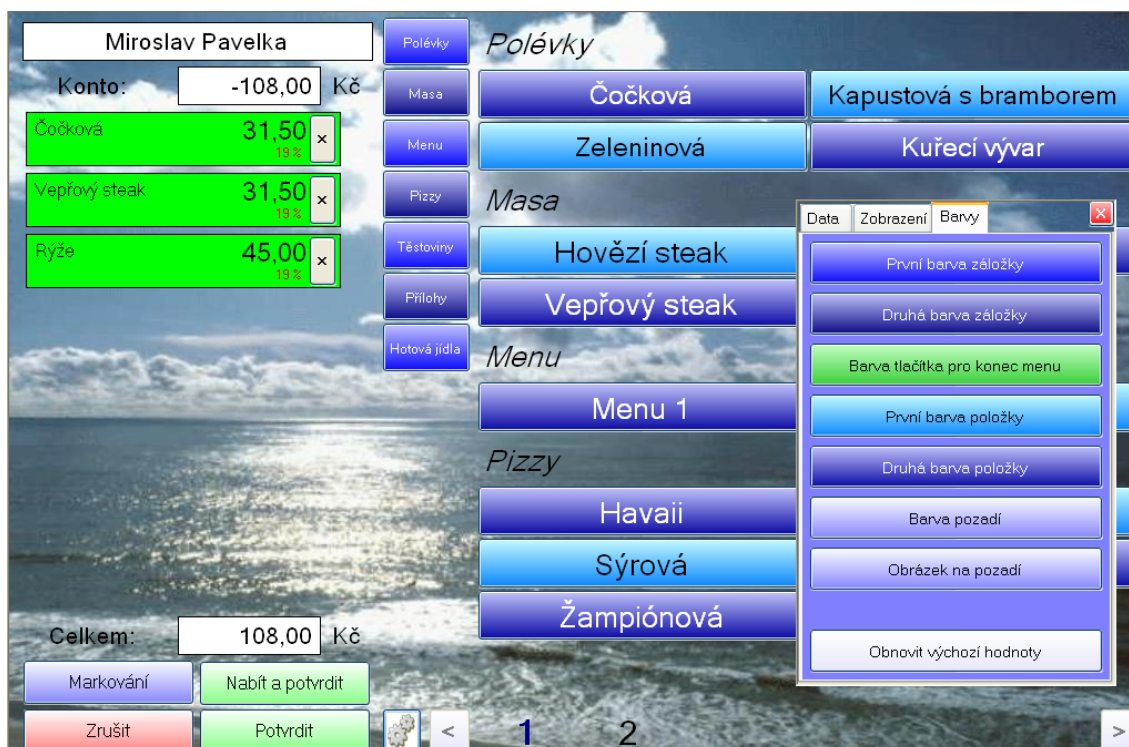 Miroslav Pavelka
Konto: -108,00 Kč
Čočková 31,50 x
19%
Vepřový steak 31,50 x
19%
Rýže 45,00 x
19%
Celkem: 108,00 Kč
Markování Nabít a potvrdit
Zrušit Potvrdit
Polévky
Masa
Menu
Pizzy
Těstoviny
Přílohy
Hotová jídla
Polévky
Čočková Kapustová s bramborem
Zeleninová Kuřecí vývar
Masa
Hovězí steak
Vepřový steak
Menu
Menu 1
Pizzy
Havaii
Sýrová
Žampiónová
< 1 2 >
Data Zobrazení Barvy x
První barva záložky
Druhá barva záložky
Barva tlačítka pro konec menu
První barva položky
Druhá barva položky
Barva pozadí
Obrázek na pozadí
Obnovit výchozí hodnoty